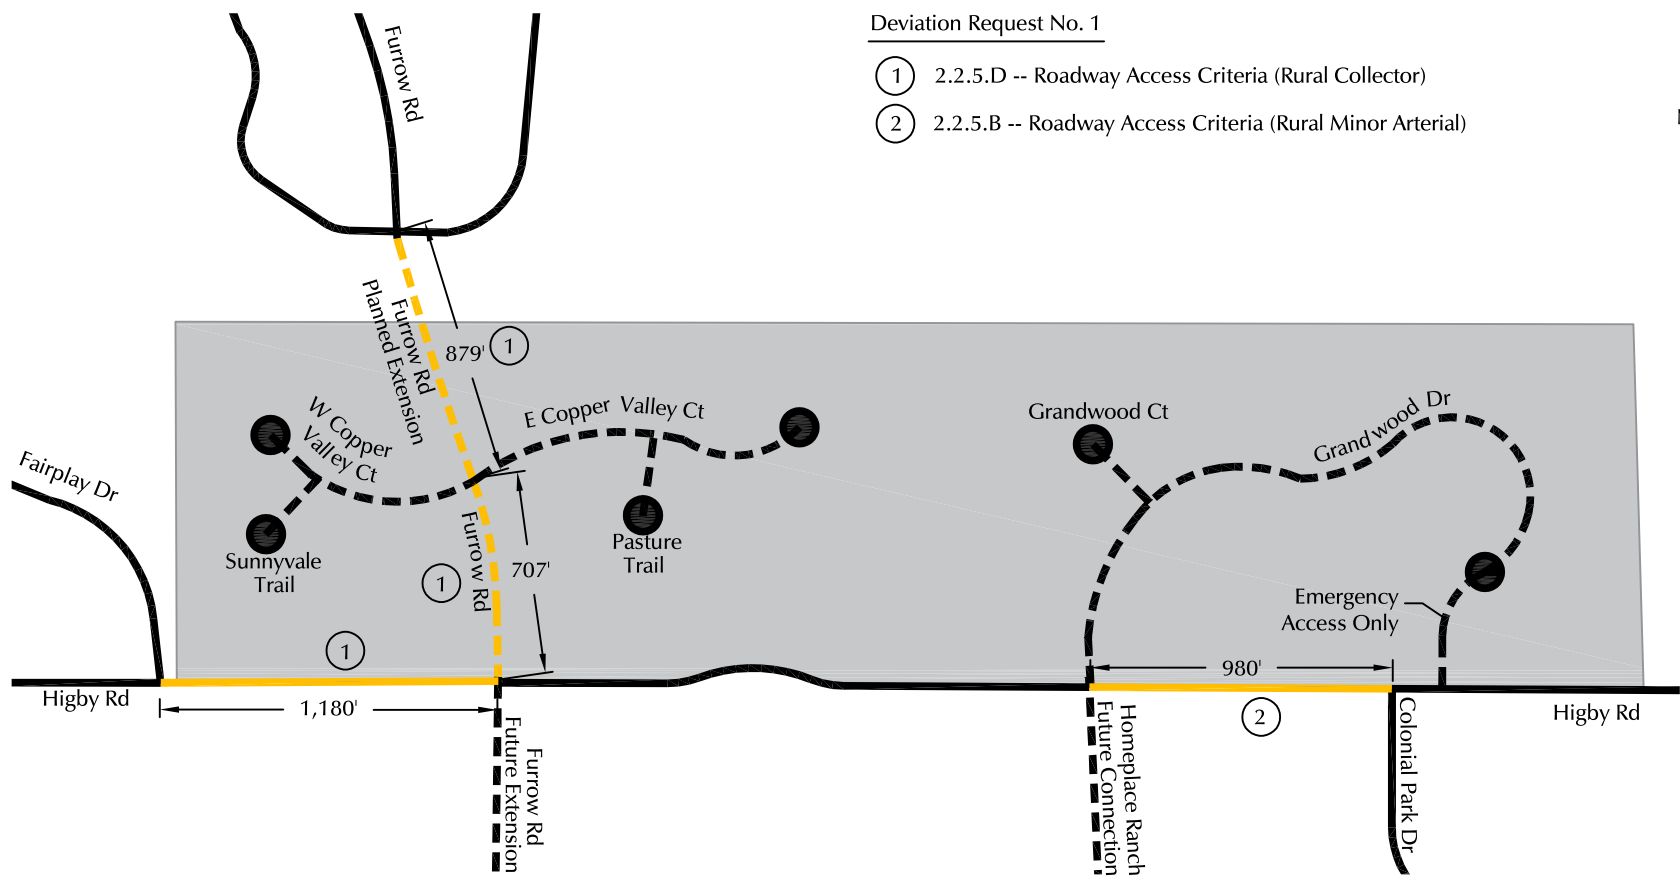 Deviation Request No. 1
1 2.2.5.D -- Roadway Access Criteria (Rural Collector)
2 2.2.5.B -- Roadway Access Criteria (Rural Minor Arterial)
Furrow Rd
Furrow Rd
Planned Extension
879'
1
W Copper
Valley Ct
E Copper Valley Ct
Grandwood Ct
Grandwood Dr
Fairplay Dr
Sunnyvale
Trail
Furrow Rd
1
707'
Pasture
Trail
Emergency
Access Only
1
980'
Higby Rd
1,180'
2
Higby Rd
Furrow Rd
Future Extension
Homeplace Ranch
Future Connection
Colonial Park Dr